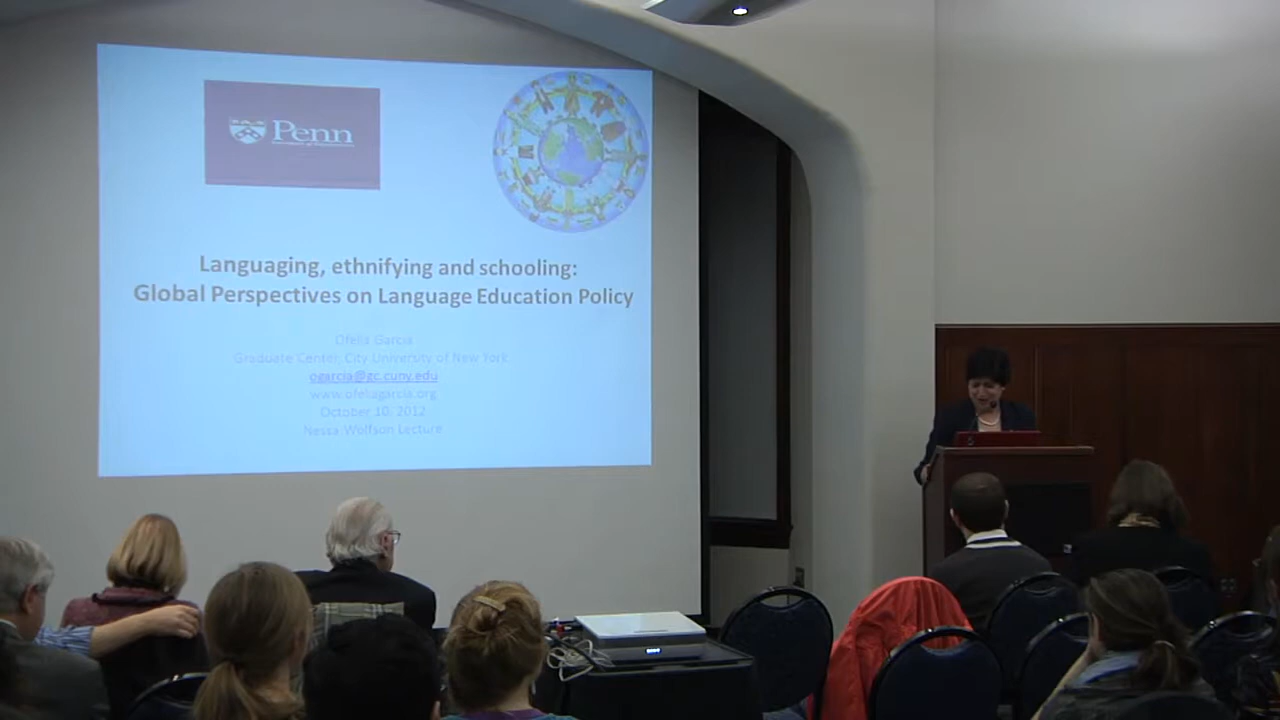 Penn
Languaging, ethnifying and schooling:
Global Perspectives on Language Education Policy
Ofelia Garcia
Graduate Center, City University of New York
ogarcia@gc.cuny.edu
www.ofeliagarcia.org
October 10, 2012
Nessa Wolfson Lecture